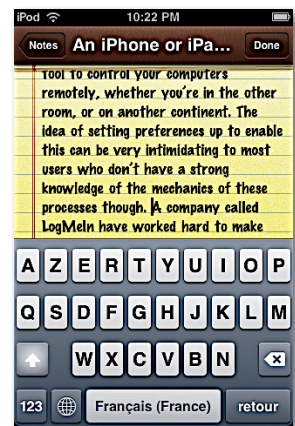 iPod 10:22 PM
Notes An iPhone or iPa... Done
tool to control your computers
remotely, whether you're in the other
room, or on another continent. The
idea of setting preferences up to enable
this can be very intimidating to most
users who don't have a strong
knowledge of the mechanics of these
processes though. A company called
LogMeIn have worked hard to make
A Z E R T Y U I O P
Q S D F G H J K L M
W X C V B N
123 Français (France) retour